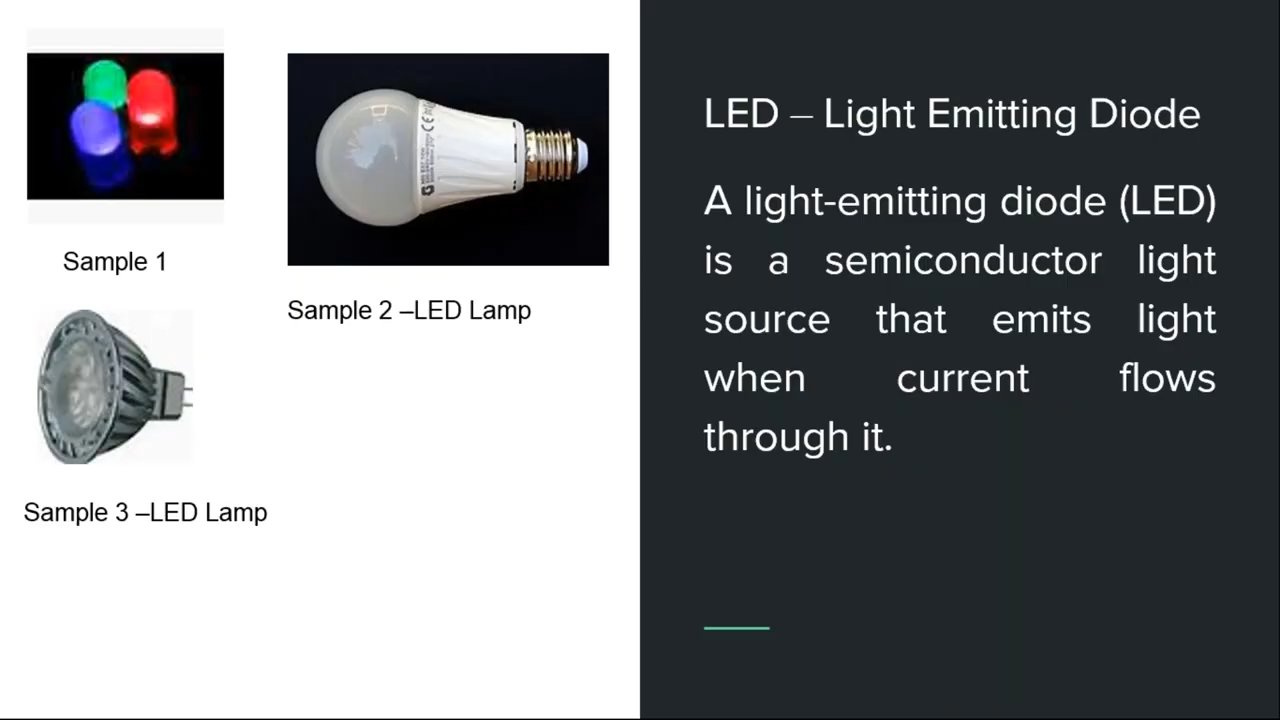 Sample 1
Sample 2 –LED Lamp
Sample 3 –LED Lamp
LED – Light Emitting Diode
A light-emitting diode (LED)
is a semiconductor light
source that emits light
when current flows
through it.